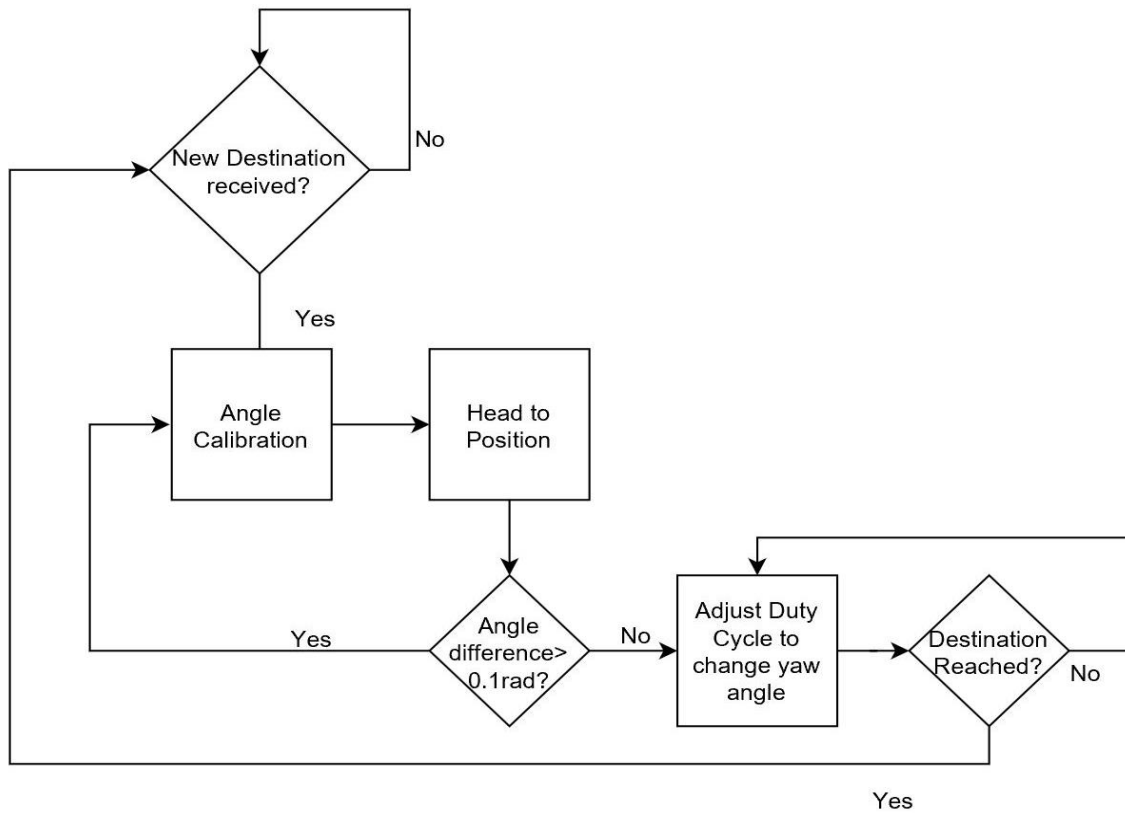 No
New Destination
received?
Yes
Angle
Calibration
Head to
Position
Yes
Angle
difference>
0.1rad?
No
Adjust Duty
Cycle to
change yaw
angle
Destination
Reached?
No
Yes